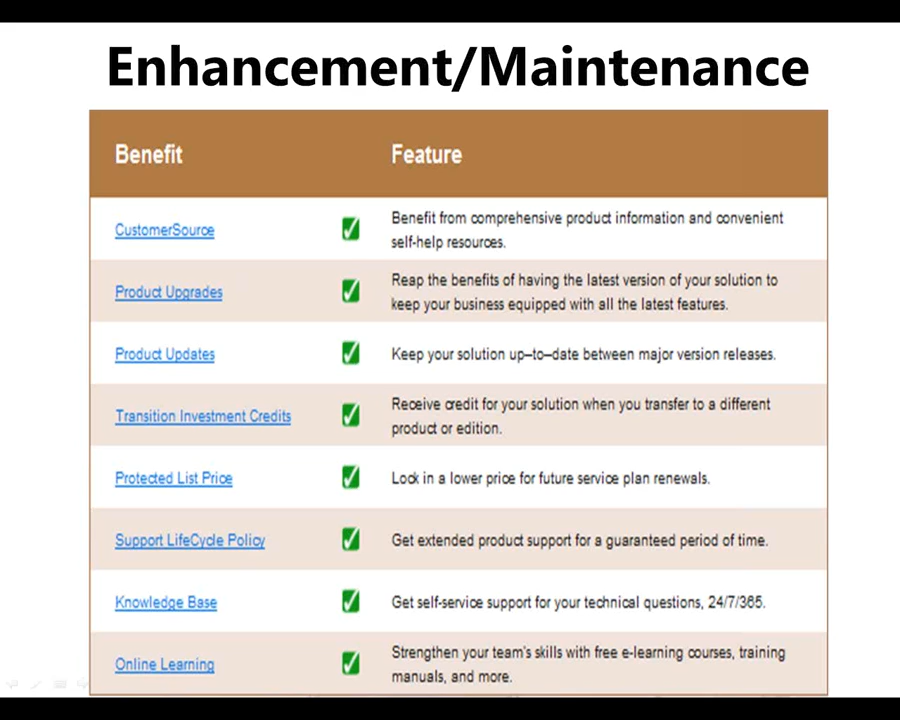 Enhancement/Maintenance
Benefit Feature
CustomerSource Benefit from comprehensive product information and convenient
self-help resources.
Product Upgrades Reap the benefits of having the latest version of your solution to
keep your business equipped with all the latest features.
Product Updates Keep your solution up–to–date between major version releases.
Transition Investment Credits Receive credit for your solution when you transfer to a different
product or edition.
Protected List Price Lock in a lower price for future service plan renewals.
Support LifeCycle Policy Get extended product support for a guaranteed period of time.
Knowledge Base Get self-service support for your technical questions, 24/7/365.
Online Learning Strengthen your team's skills with free e-learning courses, training
manuals, and more.